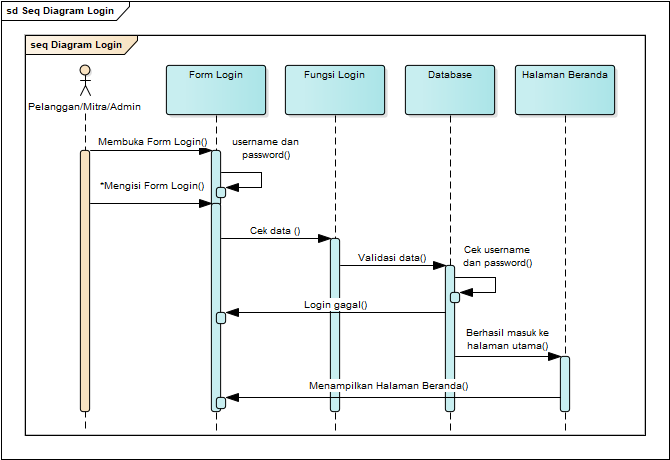 sd Seq Diagram Login
seq Diagram Login
Form Login
Fungsi Login
Database
Halaman Beranda
Pelanggan/Mitra/Admin
Membuka Form Login()
username dan
password()
*Mengisi Form Login()
Cek data ()
Validasi data()
Cek username
dan password()
Login gagal()
Berhasil masuk ke
halaman utama()
Menampilkan Halaman Beranda()